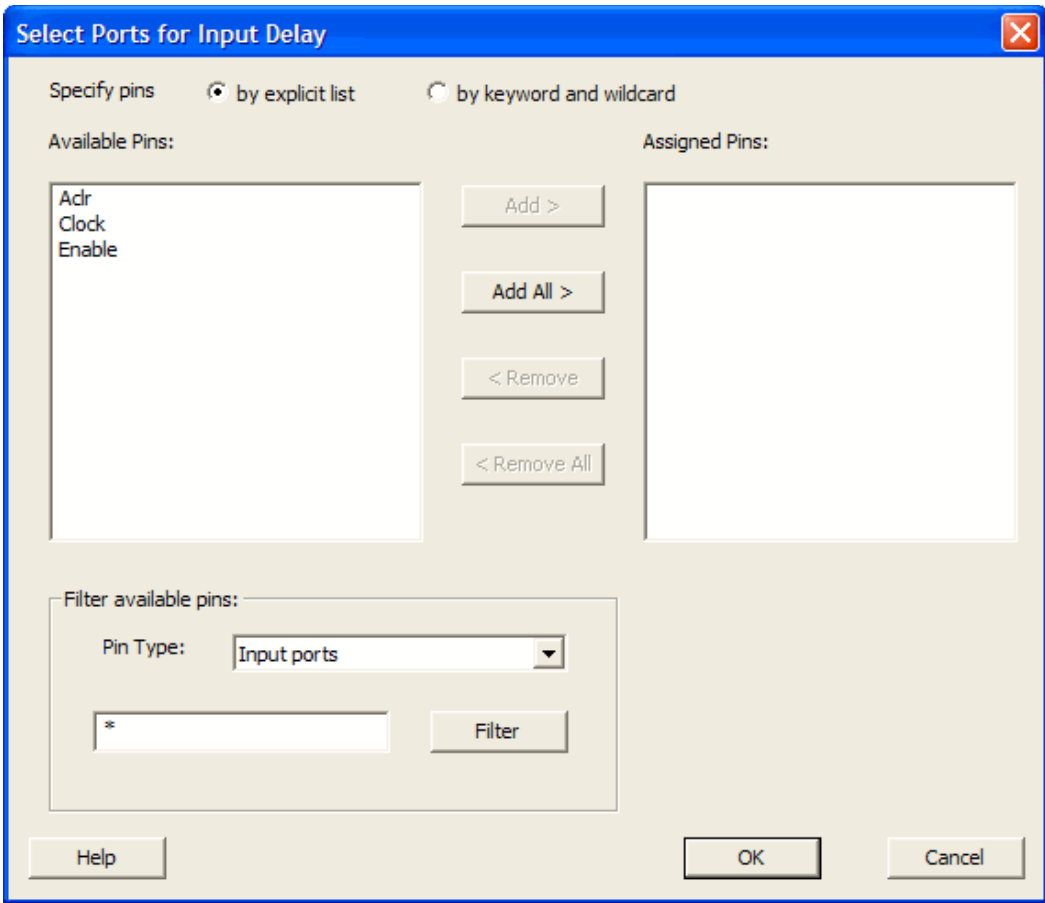 Select Ports for Input Delay
Specify pins by explicit list by keyword and wildcard
Available Pins: Assigned Pins:
Aclr
Clock
Enable
Add >
Add All >
< Remove
< Remove All
Filter available pins:
Pin Type: Input ports
* Filter
Help OK Cancel